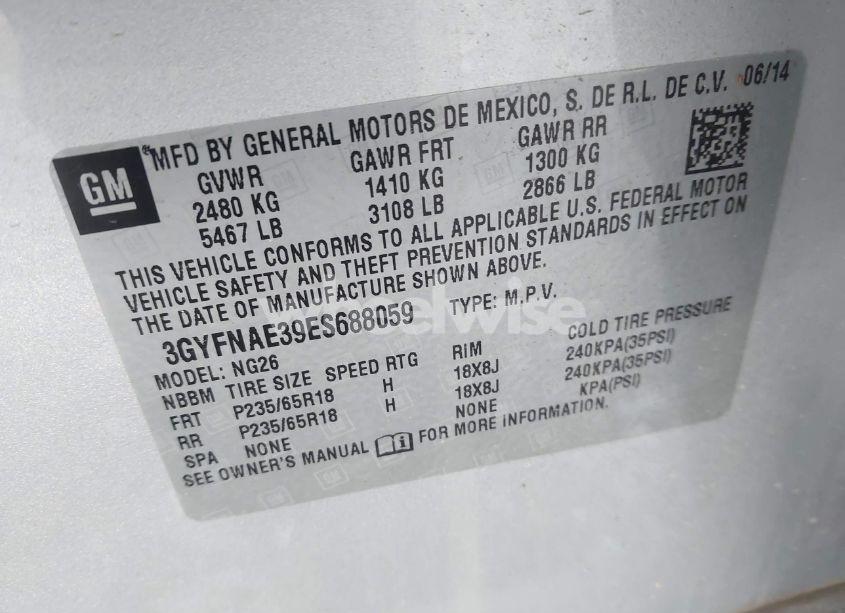 MFD BY GENERAL MOTORS DE MEXICO, S. DE R.L. DE C.V. 06/14
GM
GVWR GAWR FRT GAWR RR
2480 KG 1410 KG 1300 KG
5467 LB 3108 LB 2866 LB
THIS VEHICLE CONFORMS TO ALL APPLICABLE U.S. FEDERAL MOTOR
VEHICLE SAFETY AND THEFT PREVENTION STANDARDS IN EFFECT ON
THE DATE OF MANUFACTURE SHOWN ABOVE.
wheelwise
3GYFNAE39ES688059 TYPE: M.P.V.
MODEL: NG26
NBBM TIRE SIZE SPEED RTG RIM COLD TIRE PRESSURE
FRT P235/65R18 H 18X8J 240KPA(35PSI)
RR P235/65R18 H 18X8J 240KPA(35PSI)
SPA NONE NONE KPA(PSI)
SEE OWNER'S MANUAL FOR MORE INFORMATION.